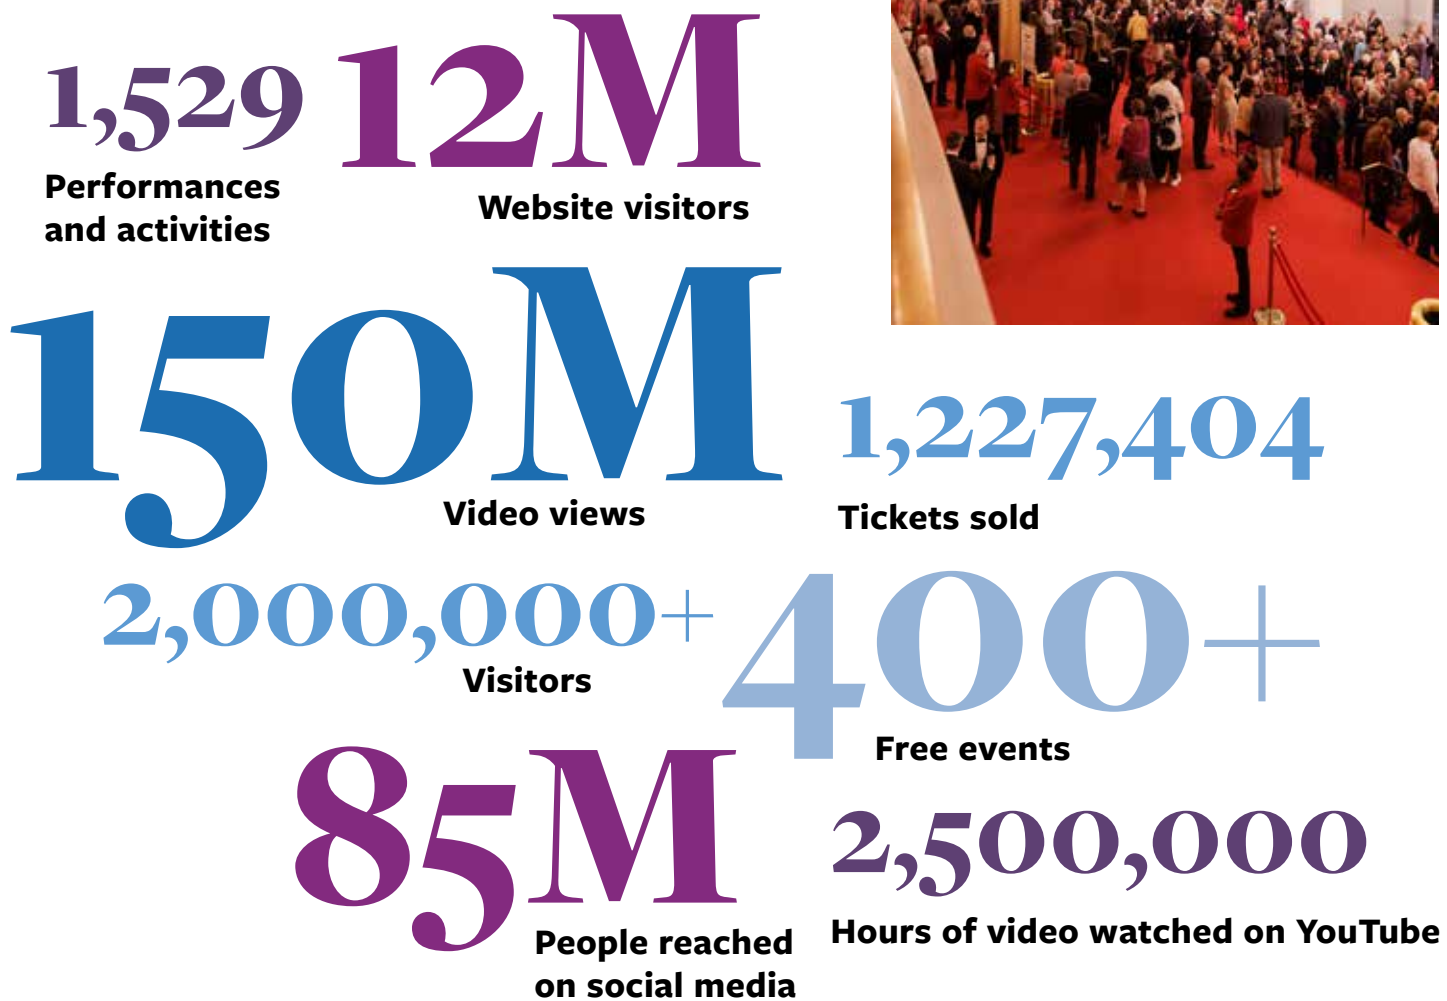 1,529
Performances
and activities
12M
Website visitors
150M
Video views
1,227,404
Tickets sold
2,000,000+
Visitors
400+
Free events
85M
People reached
on social media
2,500,000
Hours of video watched on YouTube